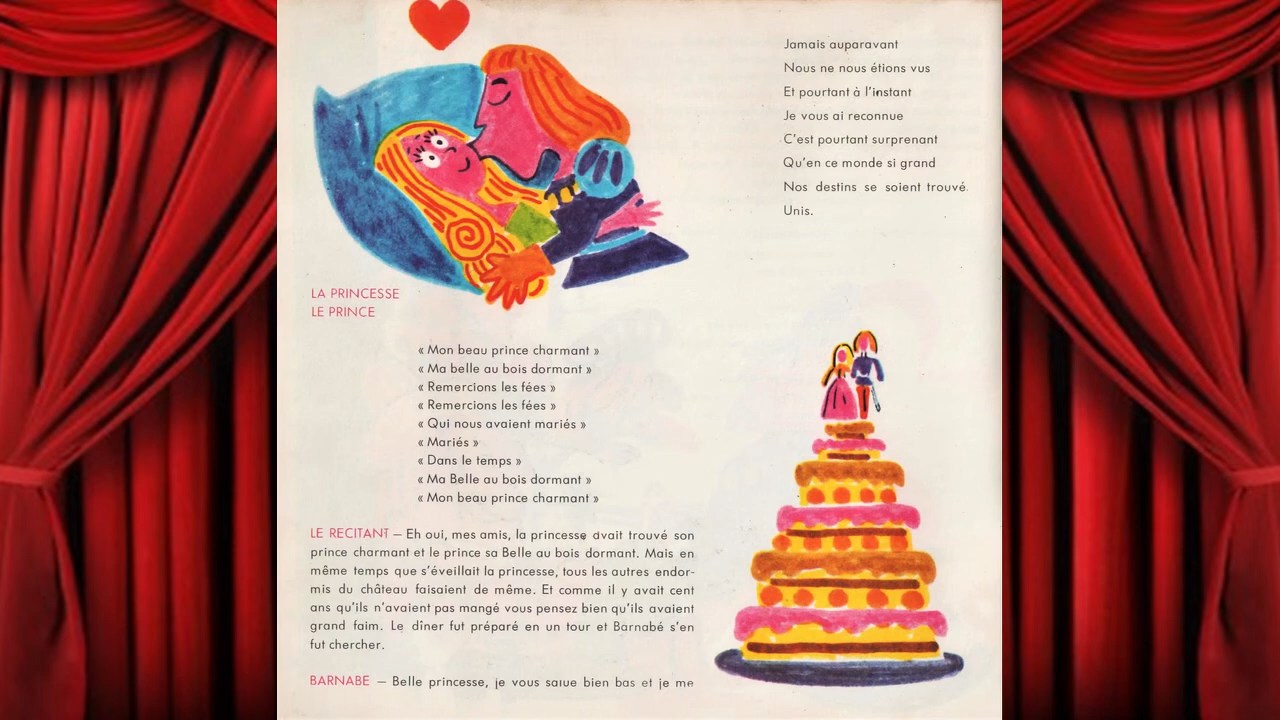 Jamais auparavant
Nous ne nous étions vus
Et pourtant à l'instant
Je vous ai reconnue
C'est pourtant surprenant
Qu'en ce monde si grand
Nos destins se soient trouvé.
Unis.
LA PRINCESSE
LE PRINCE
« Mon beau prince charmant »
« Ma belle au bois dormant »
« Remercions les fées »
« Remercions les fées »
« Qui nous avaient mariés »
« Mariés »
« Dans le temps »
« Ma Belle au bois dormant »
« Mon beau prince charmant »
LE RECITANT — Eh oui, mes amis, la princesse avait trouvé son
prince charmant et le prince sa Belle au bois dormant. Mais en
même temps que s'éveillait la princesse, tous les autres endor-
mis du château faisaient de même. Et comme il y avait cent
ans qu'ils n'avaient pas mangé vous pensez bien qu'ils avaient
grand faim. Le dîner fut préparé en un tour et Barnabé s'en
fut chercher.
BARNABE — Belle princesse, je vous salue bien bas et je me